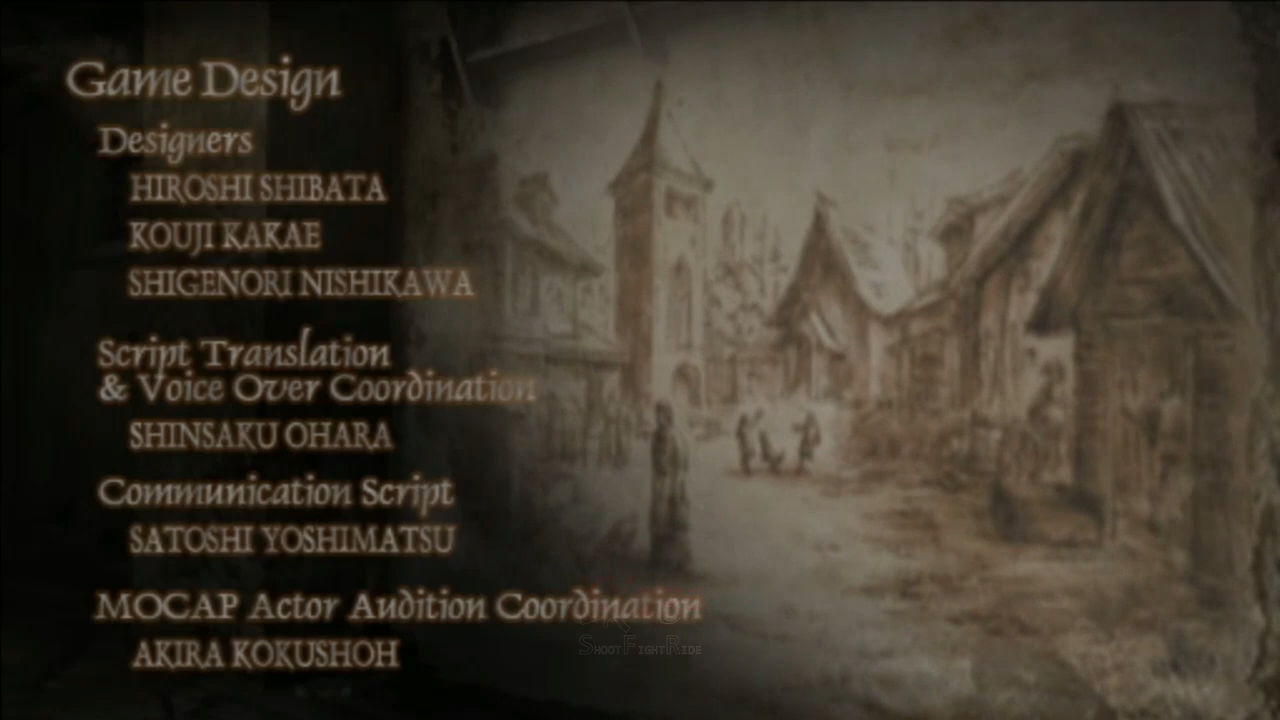 Game Design
Designers
HIROSHI SHIBATA
KOUJI KAKAE
SHIGENORI NISHIKAWA
Script Translation
& Voice Over Coordination
SHINSAKU OHARA
Communication Script
SATOSHI YOSHIMATSU
MOCAP Actor Audition Coordination
AKIRA KOKUSHOH
ShootFightRide